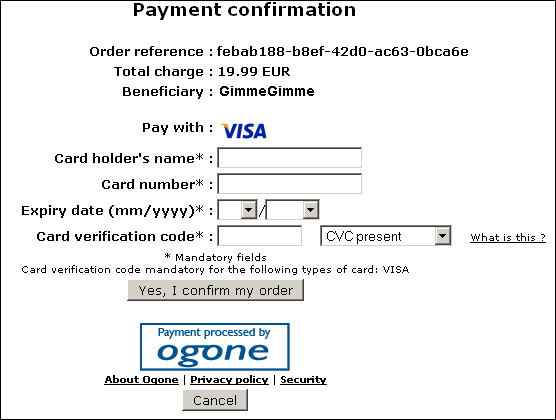 Payment confirmation
Order reference : febab188-b8ef-42d0-ac63-0bca6e
Total charge : 19.99 EUR
Beneficiary : GimmeGimme
Pay with : VISA
Card holder's name* :
Card number* :
Expiry date (mm/yyyy)* : /
Card verification code* : CVC present What is this ?
* Mandatory fields
Card verification code mandatory for the following types of card: VISA
Yes, I confirm my order
Payment processed by
ogone
About Ogone | Privacy policy | Security
Cancel